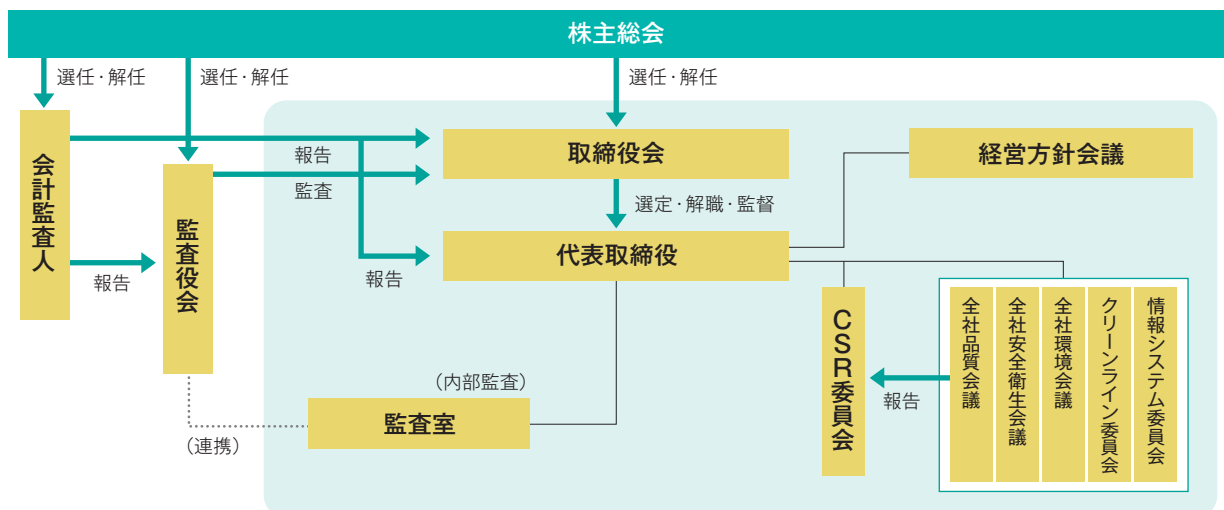 株主総会
選任・解任
選任・解任
選任・解任
会計監査人
報告
取締役会
経営方針会議
監査役会
監査
選定・解職・監督
代表取締役
報告
報告
CSR委員会
全社品質会議
全社安全衛生会議
全社環境会議
クリーンライン委員会
情報システム委員会
報告
(内部監査)
監査室
(連携)